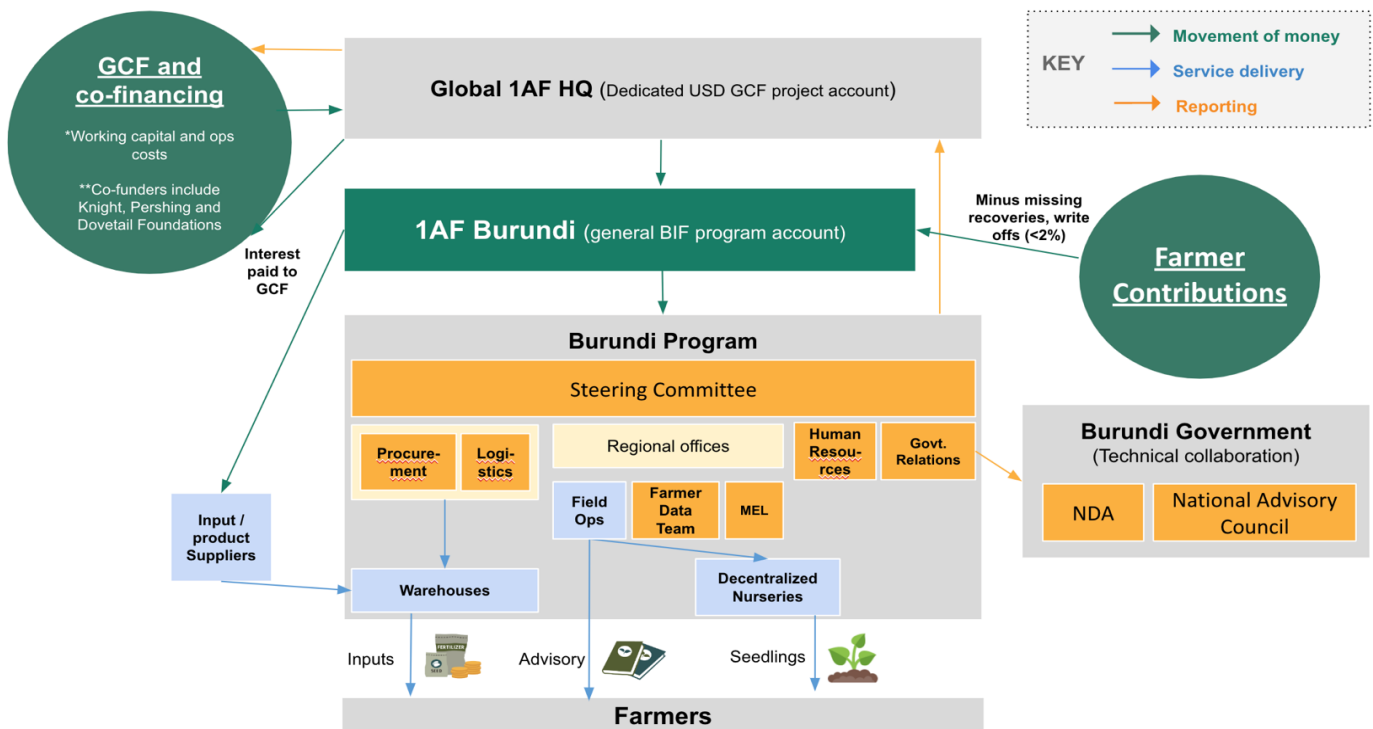 GCF and
co-financing
*Working capital and ops
costs
**Co-funders include
Knight, Pershing and
Dovetail Foundations
Global 1AF HQ (Dedicated USD GCF project account)
KEY
Movement of money
Service delivery
Reporting
Interest
paid to
GCF
1AF Burundi (general BIF program account)
Minus missing
recoveries, write
offs (<2%)
Farmer
Contributions
Burundi Program
Steering Committee
Procure-
ment
Logi-
stics
Regional offices
Human
Resou-
rces
Govt.
Relations
Field
Ops
Farmer
Data
Team
MEL
Burundi Government
(Technical collaboration)
NDA
National Advisory
Council
Input /
product
Suppliers
Warehouses
Decentralized
Nurseries
Inputs
FERTILIZER
SEED
Advisory
Seedlings
Farmers